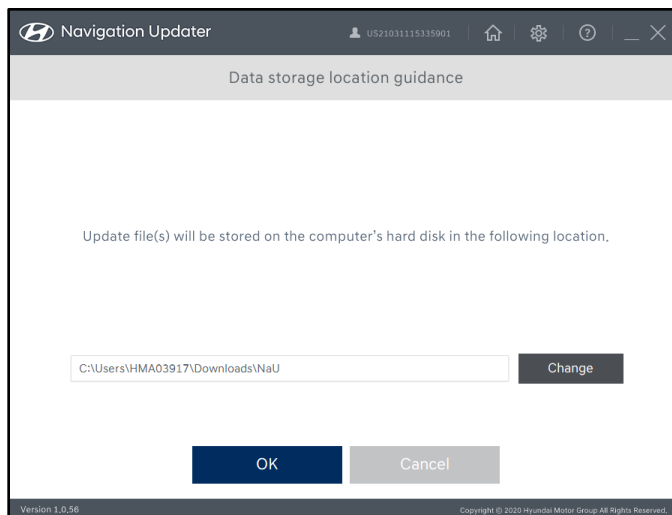 Navigation Updater
US21031115335901
Data storage location guidance
Update file(s) will be stored on the computer's hard disk in the following location.
C:\Users\HMA03917\Downloads\NaU
Change
OK
Cancel
Version 1.0.56
Copyright © 2020 Hyundai Motor Group All Rights Reserved.